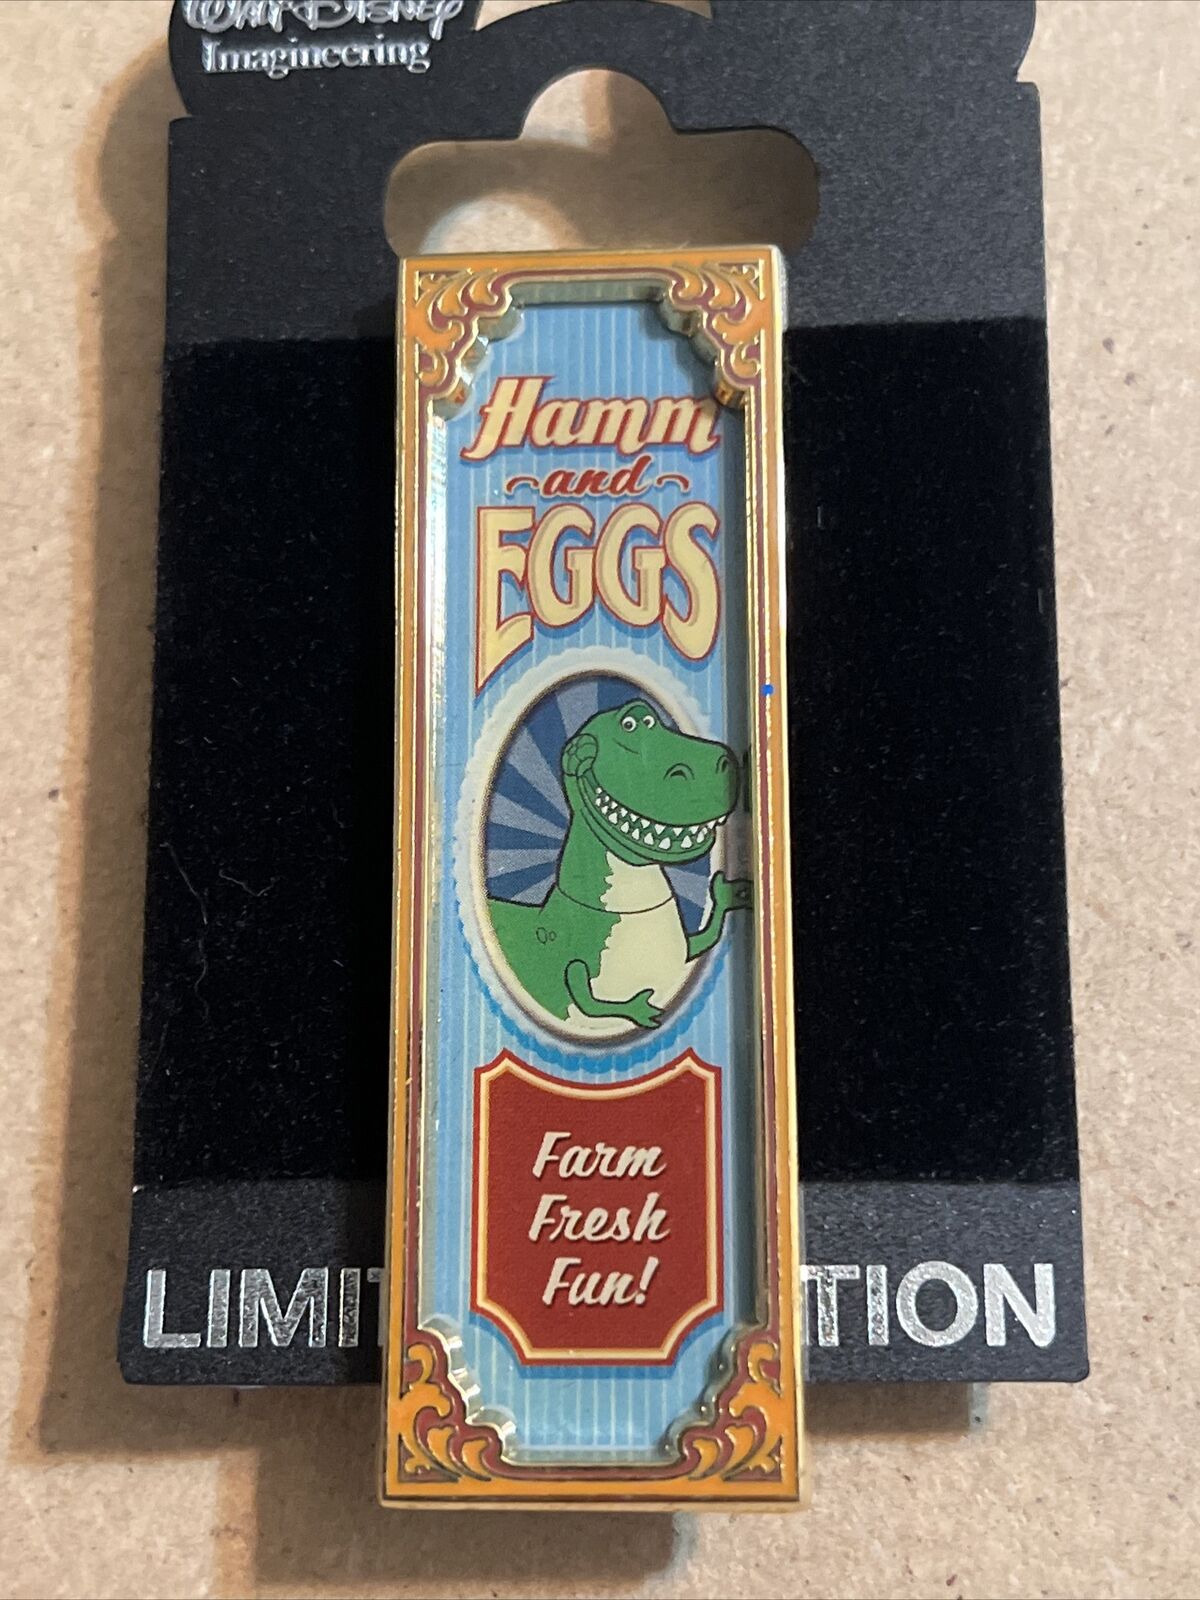 Walt Disney
Imagineering
Hamm
and
EGGS
Farm
Fresh
Fun!
LIMI TION